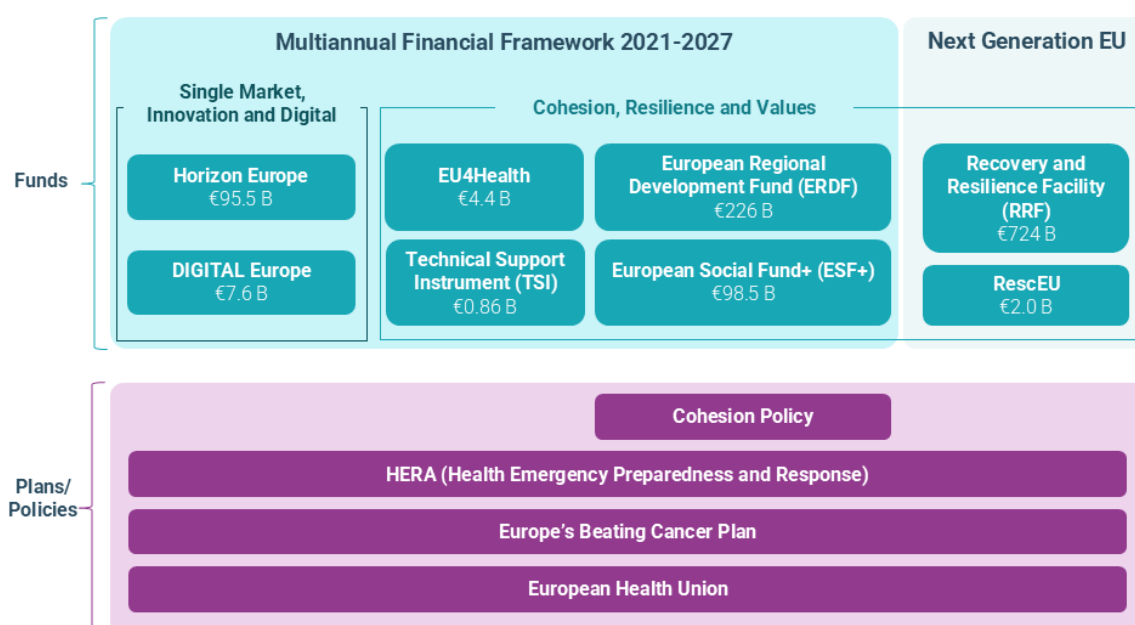 Multiannual Financial Framework 2021-2027
Next Generation EU
Single Market,
Innovation and Digital
Cohesion, Resilience and Values
Funds
Horizon Europe
€95.5 B
DIGITAL Europe
€7.6 B
EU4Health
€4.4 B
European Regional
Development Fund (ERDF)
€226 B
Technical Support
Instrument (TSI)
€0.86 B
European Social Fund+ (ESF+)
€98.5 B
Recovery and
Resilience Facility
(RRF)
€724 B
RescEU
€2.0 B
Plans/
Policies
Cohesion Policy
HERA (Health Emergency Preparedness and Response)
Europe’s Beating Cancer Plan
European Health Union